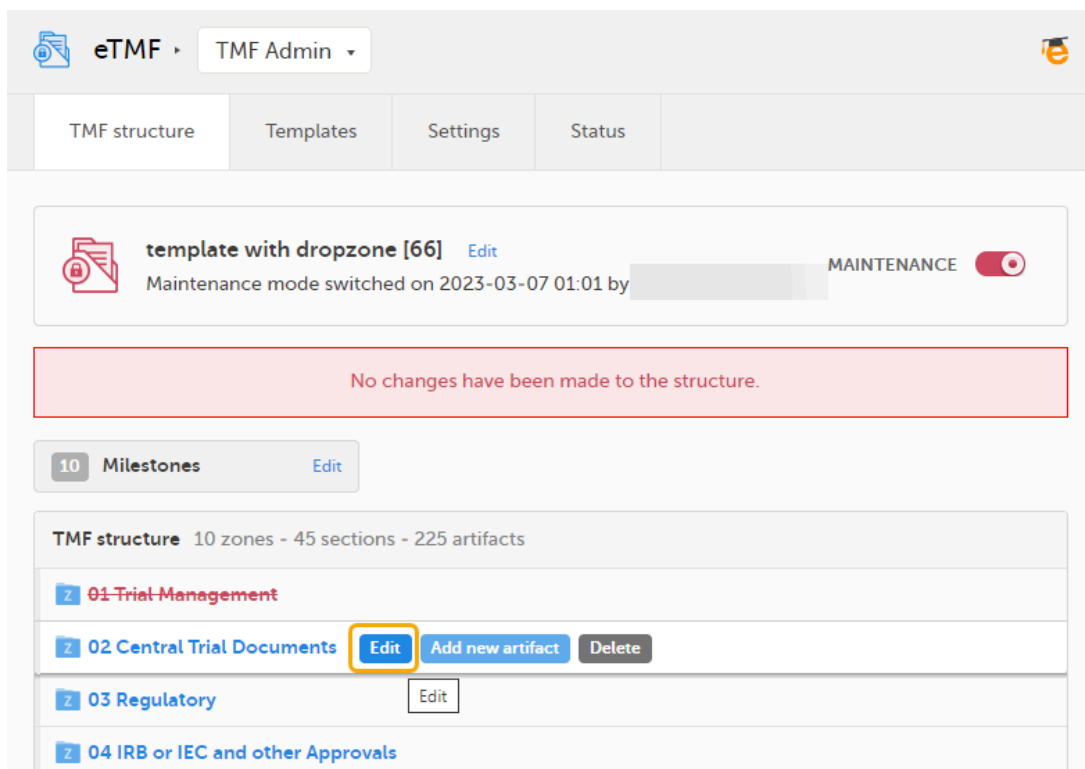 eTMF
TMF Admin
TMF structure
Templates
Settings
Status
template with dropzone [66] Edit
Maintenance mode switched on 2023-03-07 01:01 by
MAINTENANCE
No changes have been made to the structure.
10 Milestones Edit
TMF structure 10 zones - 45 sections - 225 artifacts
Z 01 Trial Management
Z 02 Central Trial Documents Edit Add new artifact Delete
Edit
Z 03 Regulatory
Z 04 IRB or IEC and other Approvals